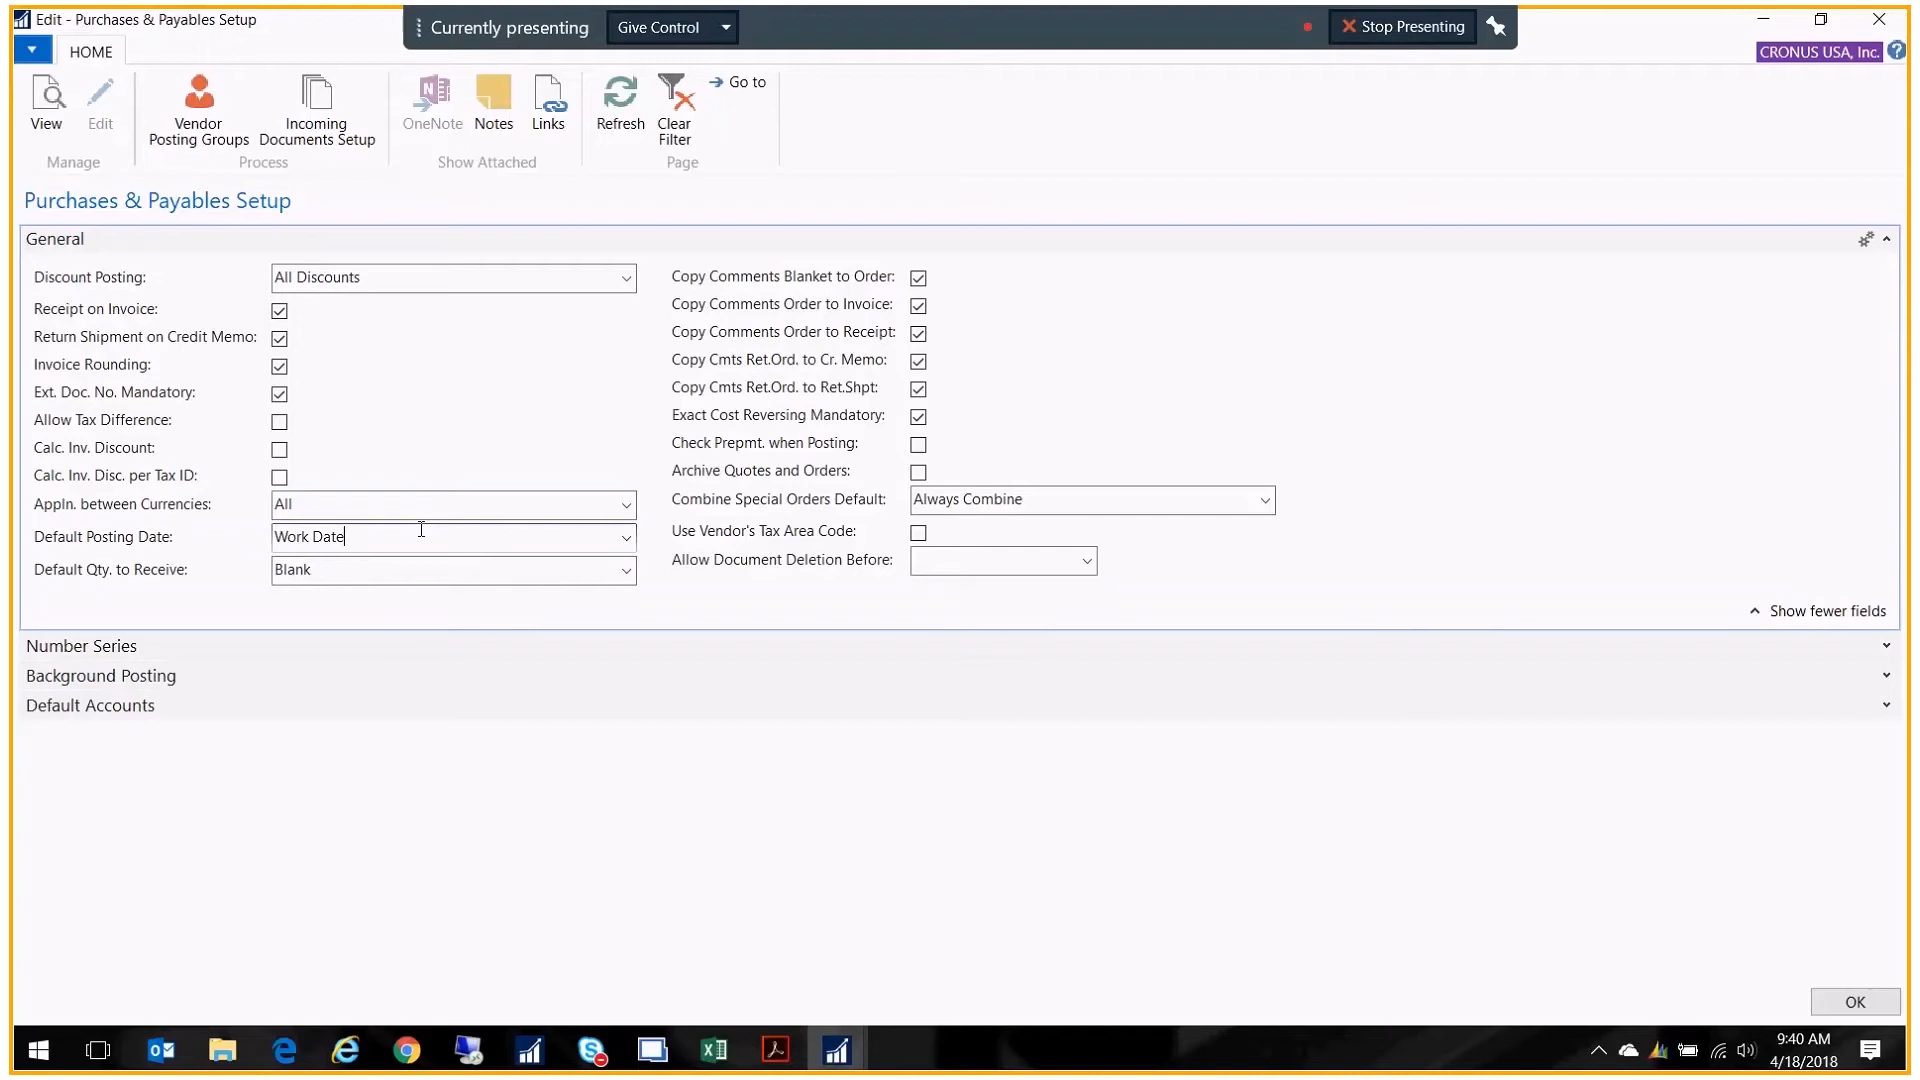 Edit - Purchases & Payables Setup
Currently presenting
Give Control
Stop Presenting
HOME
CRONUS USA, Inc.
?
View
Edit
Vendor
Posting Groups
Incoming
Documents Setup
OneNote
Notes
Links
Refresh
Clear
Filter
Go to
Manage
Process
Show Attached
Page
Purchases & Payables Setup
General
Discount Posting: All Discounts
Receipt on Invoice:
Return Shipment on Credit Memo:
Invoice Rounding:
Ext. Doc. No. Mandatory:
Allow Tax Difference:
Calc. Inv. Discount:
Calc. Inv. Disc. per Tax ID:
Appln. between Currencies: All
Default Posting Date: Work Date
Default Qty. to Receive: Blank
Copy Comments Blanket to Order:
Copy Comments Order to Invoice:
Copy Comments Order to Receipt:
Copy Cmts Ret.Ord. to Cr. Memo:
Copy Cmts Ret.Ord. to Ret.Shpt:
Exact Cost Reversing Mandatory:
Check Prepmt. when Posting:
Archive Quotes and Orders:
Combine Special Orders Default: Always Combine
Use Vendor's Tax Area Code:
Allow Document Deletion Before:
Show fewer fields
Number Series
Background Posting
Default Accounts
OK
9:40 AM
4/18/2018